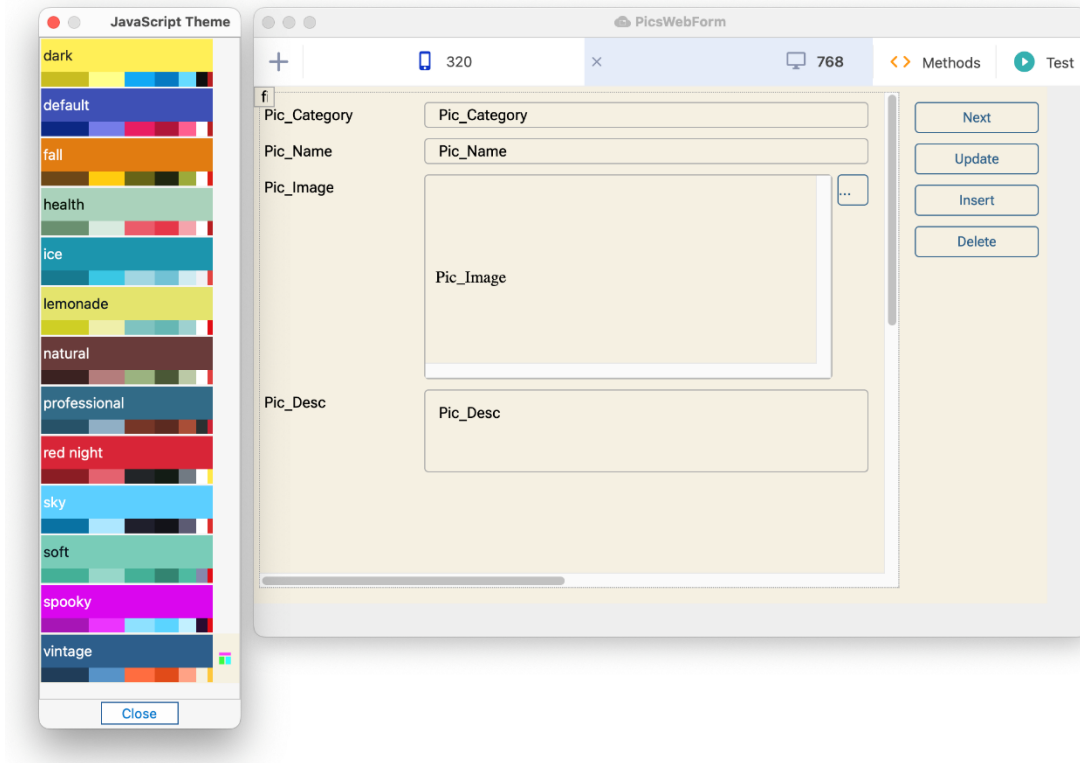 JavaScript Theme
dark
default
fall
health
ice
lemonade
natural
professional
red night
sky
soft
spooky
vintage
Close
PicsWebForm
+ 320 × 768 <> Methods Test
Pic_Category Pic_Category
Pic_Name Pic_Name
Pic_Image ...
Pic_Image
Pic_Desc Pic_Desc
Next
Update
Insert
Delete